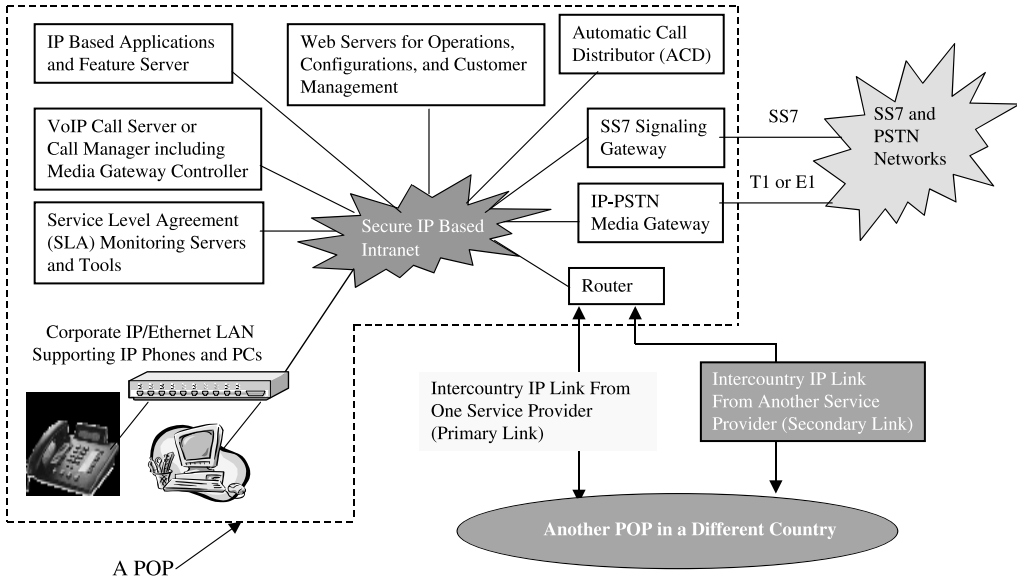 IP Based Applications
and Feature Server
Web Servers for Operations,
Configurations, and Customer
Management
Automatic Call
Distributor (ACD)
VoIP Call Server or
Call Manager including
Media Gateway Controller
SS7 Signaling
Gateway
SS7
SS7 and
PSTN
Networks
T1 or E1
IP-PSTN
Media Gateway
Service Level Agreement
(SLA) Monitoring Servers
and Tools
Secure IP Based
Intranet
Router
Corporate IP/Ethernet LAN
Supporting IP Phones and PCs
Intercountry IP Link From
One Service Provider
(Primary Link)
Intercountry IP Link
From Another Service
Provider (Secondary Link)
Another POP in a Different Country
A POP